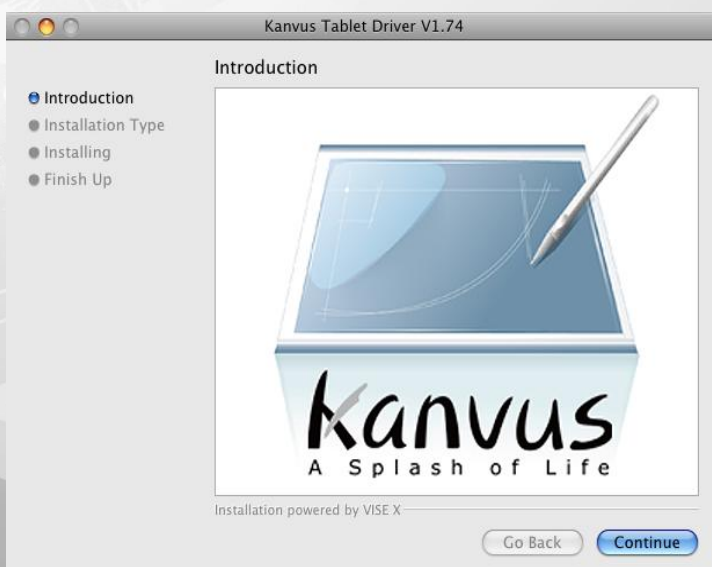 Kanvus Tablet Driver V1.74
Introduction
Introduction
Installation Type
Installing
Finish Up
kanvus
A Splash of Life
Installation powered by VISE X
Go Back
Continue